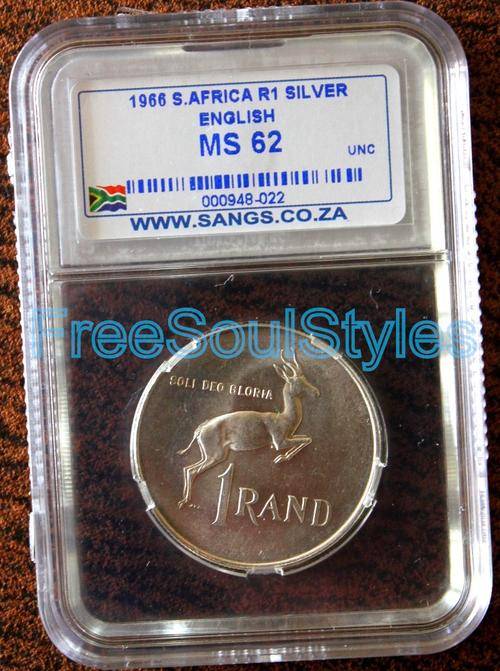 1966 S.AFRICA R1 SILVER
ENGLISH
MS 62
UNC
000948-022
WWW.SANGS.CO.ZA
FreeSoulStyles
SOLI DEO GLORIA
1 RAND